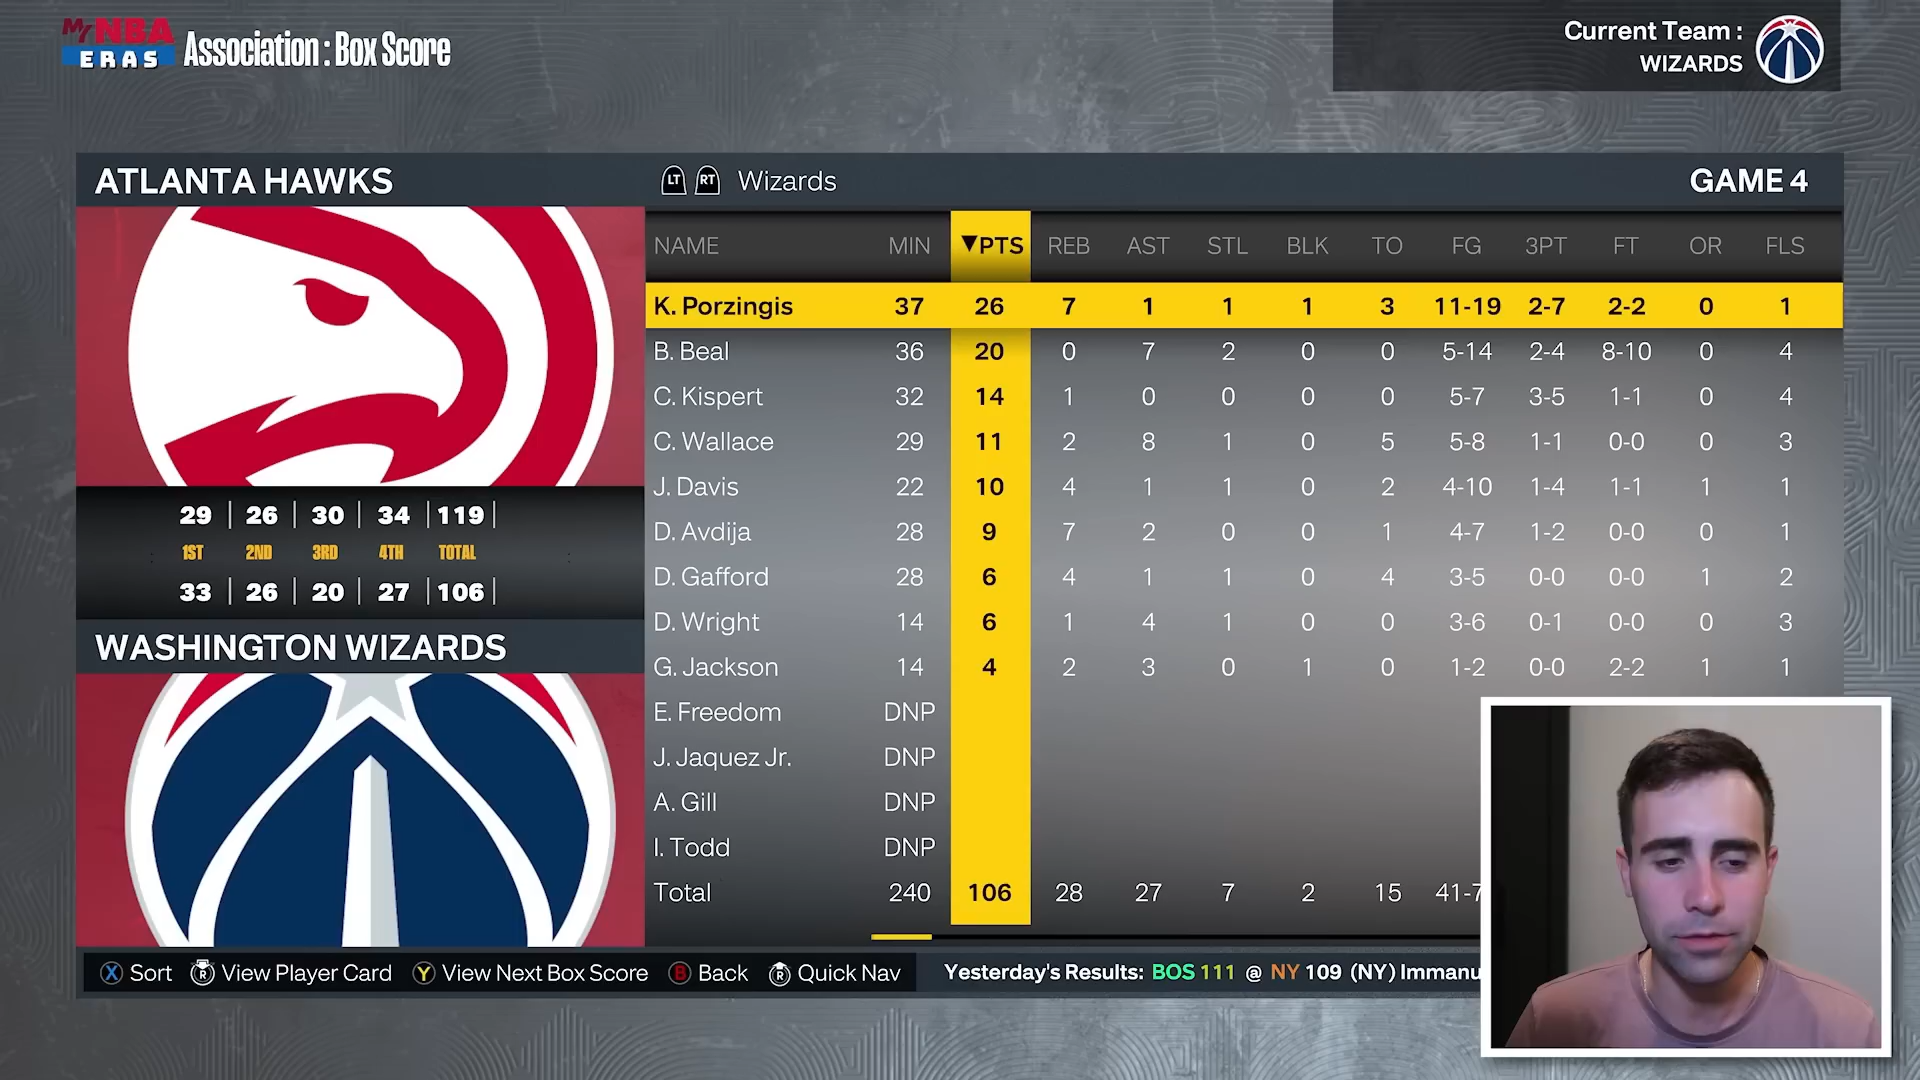 My NBA ERAS Association : Box Score
Current Team :
WIZARDS
ATLANTA HAWKS
29 | 26 | 30 | 34 | 119 |
1ST 2ND 3RD 4TH TOTAL
33 | 26 | 20 | 27 | 106 |
WASHINGTON WIZARDS
LT RT Wizards GAME 4
NAME MIN ▼PTS REB AST STL BLK TO FG 3PT FT OR FLS
K. Porzingis 37 26 7 1 1 1 3 11-19 2-7 2-2 0 1
B. Beal 36 20 0 7 2 0 0 5-14 2-4 8-10 0 4
C. Kispert 32 14 1 0 0 0 0 5-7 3-5 1-1 0 4
C. Wallace 29 11 2 8 1 0 5 5-8 1-1 0-0 0 3
J. Davis 22 10 4 1 1 0 2 4-10 1-4 1-1 1 1
D. Avdija 28 9 7 2 0 0 1 4-7 1-2 0-0 0 1
D. Gafford 28 6 4 1 1 0 4 3-5 0-0 0-0 1 2
D. Wright 14 6 1 4 1 0 0 3-6 0-1 0-0 0 3
G. Jackson 14 4 2 3 0 1 0 1-2 0-0 2-2 1 1
E. Freedom DNP
J. Jaquez Jr. DNP
A. Gill DNP
I. Todd DNP
Total 240 106 28 27 7 2 15 41-7
X Sort R View Player Card Y View Next Box Score B Back R Quick Nav
Yesterday's Results: BOS 111 @ NY 109 (NY) Immanu